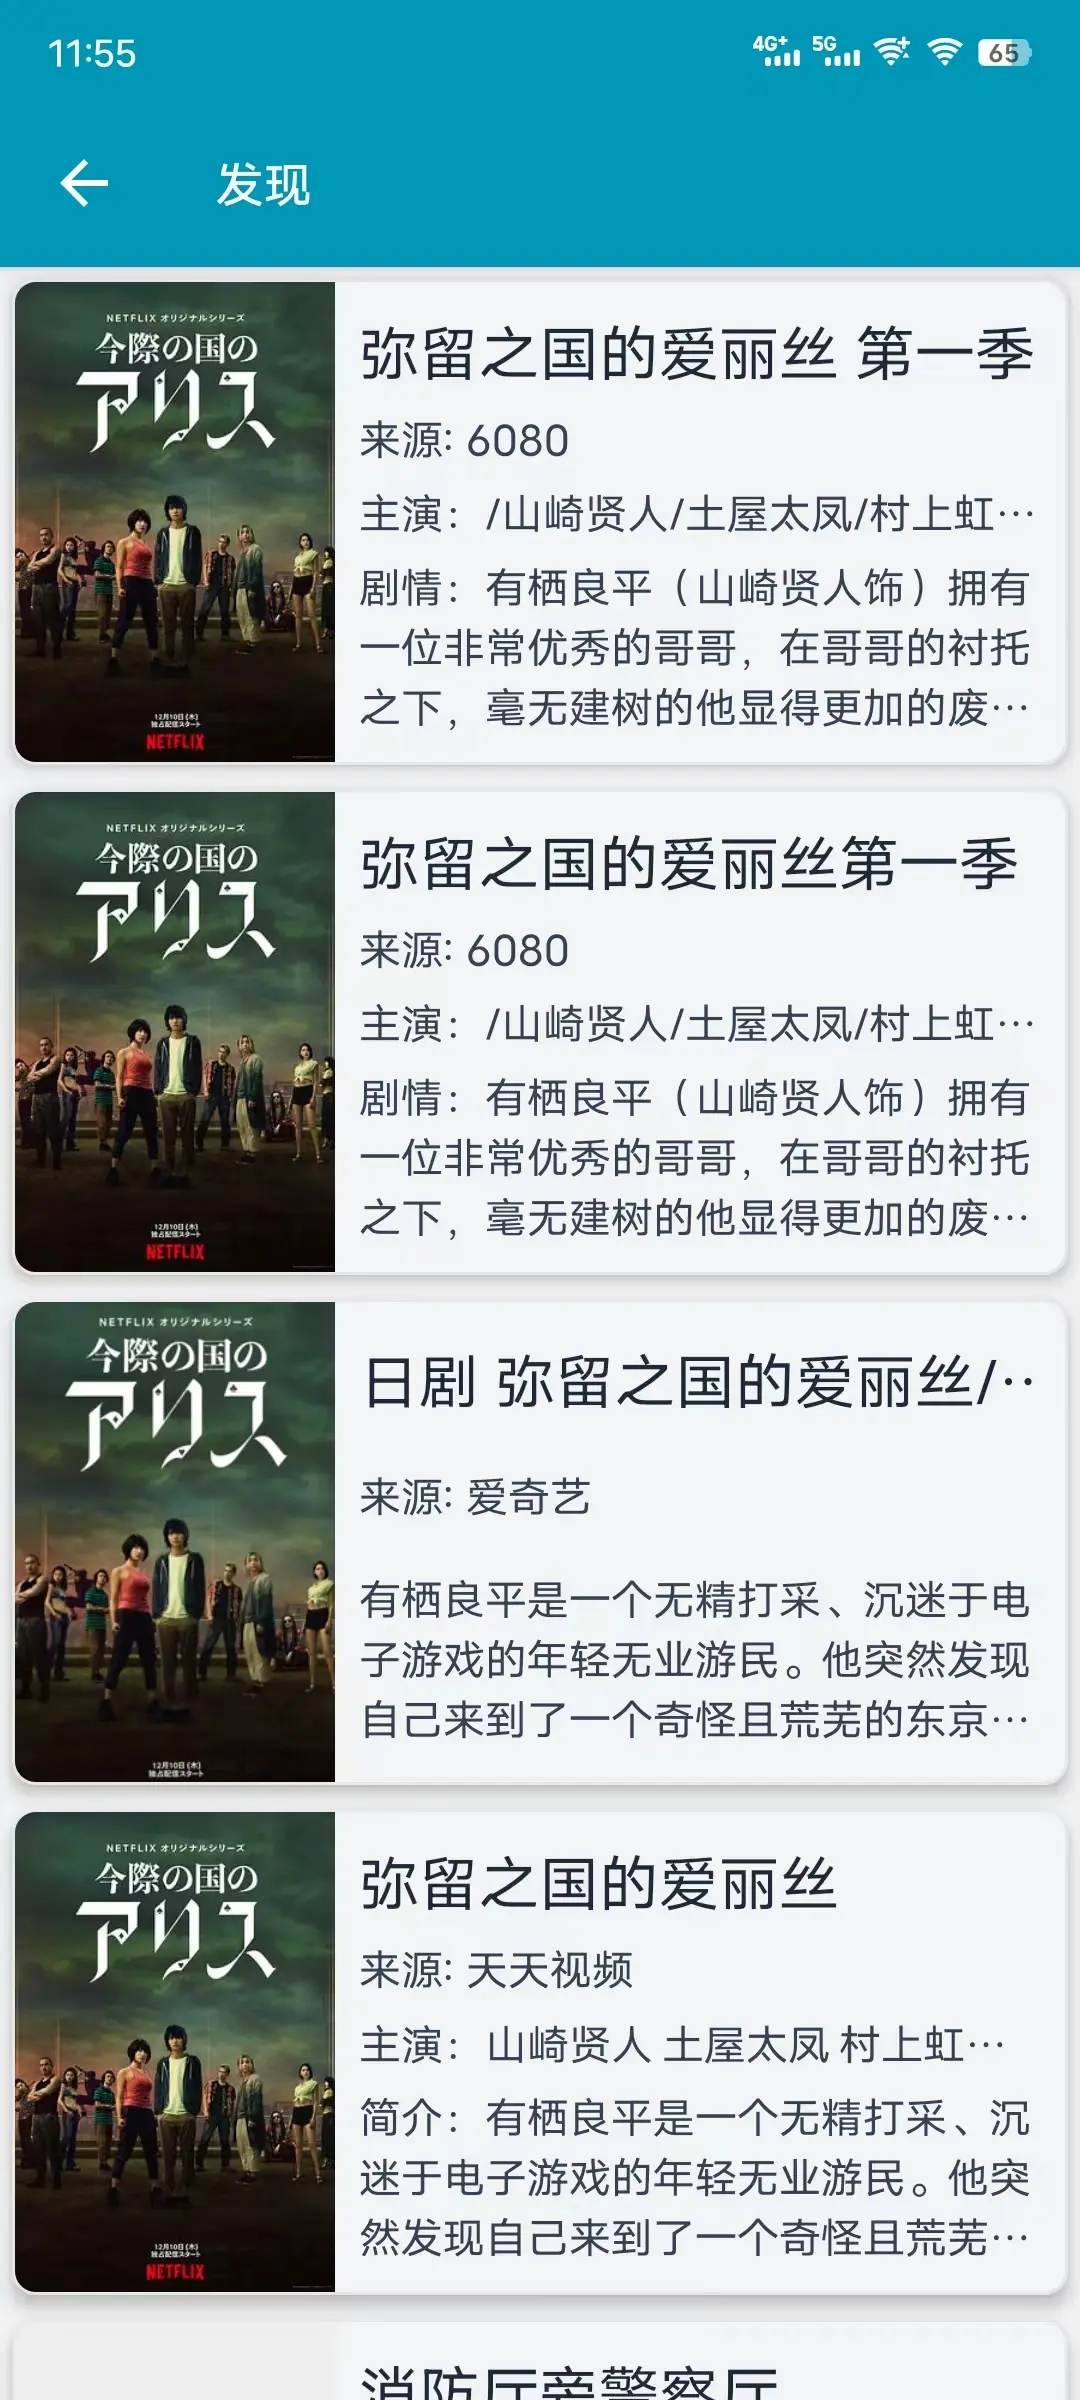 11:55
4G+ 5G 65
发现
NETFLIX オリジナルシリーズ
今際の国の
アリス
12月10日(木)
独占配信スタート
NETFLIX
弥留之国的爱丽丝 第一季
来源: 6080
主演：/山崎贤人/土屋太凤/村上虹…
剧情：有栖良平（山崎贤人饰）拥有
一位非常优秀的哥哥，在哥哥的衬托
之下，毫无建树的他显得更加的废…
NETFLIX オリジナルシリーズ
今際の国の
アリス
12月10日(木)
独占配信スタート
NETFLIX
弥留之国的爱丽丝第一季
来源: 6080
主演：/山崎贤人/土屋太凤/村上虹…
剧情：有栖良平（山崎贤人饰）拥有
一位非常优秀的哥哥，在哥哥的衬托
之下，毫无建树的他显得更加的废…
NETFLIX オリジナルシリーズ
今際の国の
アリス
12月10日(木)
独占配信スタート
日剧 弥留之国的爱丽丝/…
来源: 爱奇艺
有栖良平是一个无精打采、沉迷于电
子游戏的年轻无业游民。他突然发现
自己来到了一个奇怪且荒芜的东京…
NETFLIX オリジナルシリーズ
今際の国の
アリス
12月10日(木)
独占配信スタート
NETFLIX
弥留之国的爱丽丝
来源: 天天视频
主演：山崎贤人 土屋太凤 村上虹…
简介：有栖良平是一个无精打采、沉
迷于电子游戏的年轻无业游民。他突
然发现自己来到了一个奇怪且荒芜…
消防厅旁警察厅